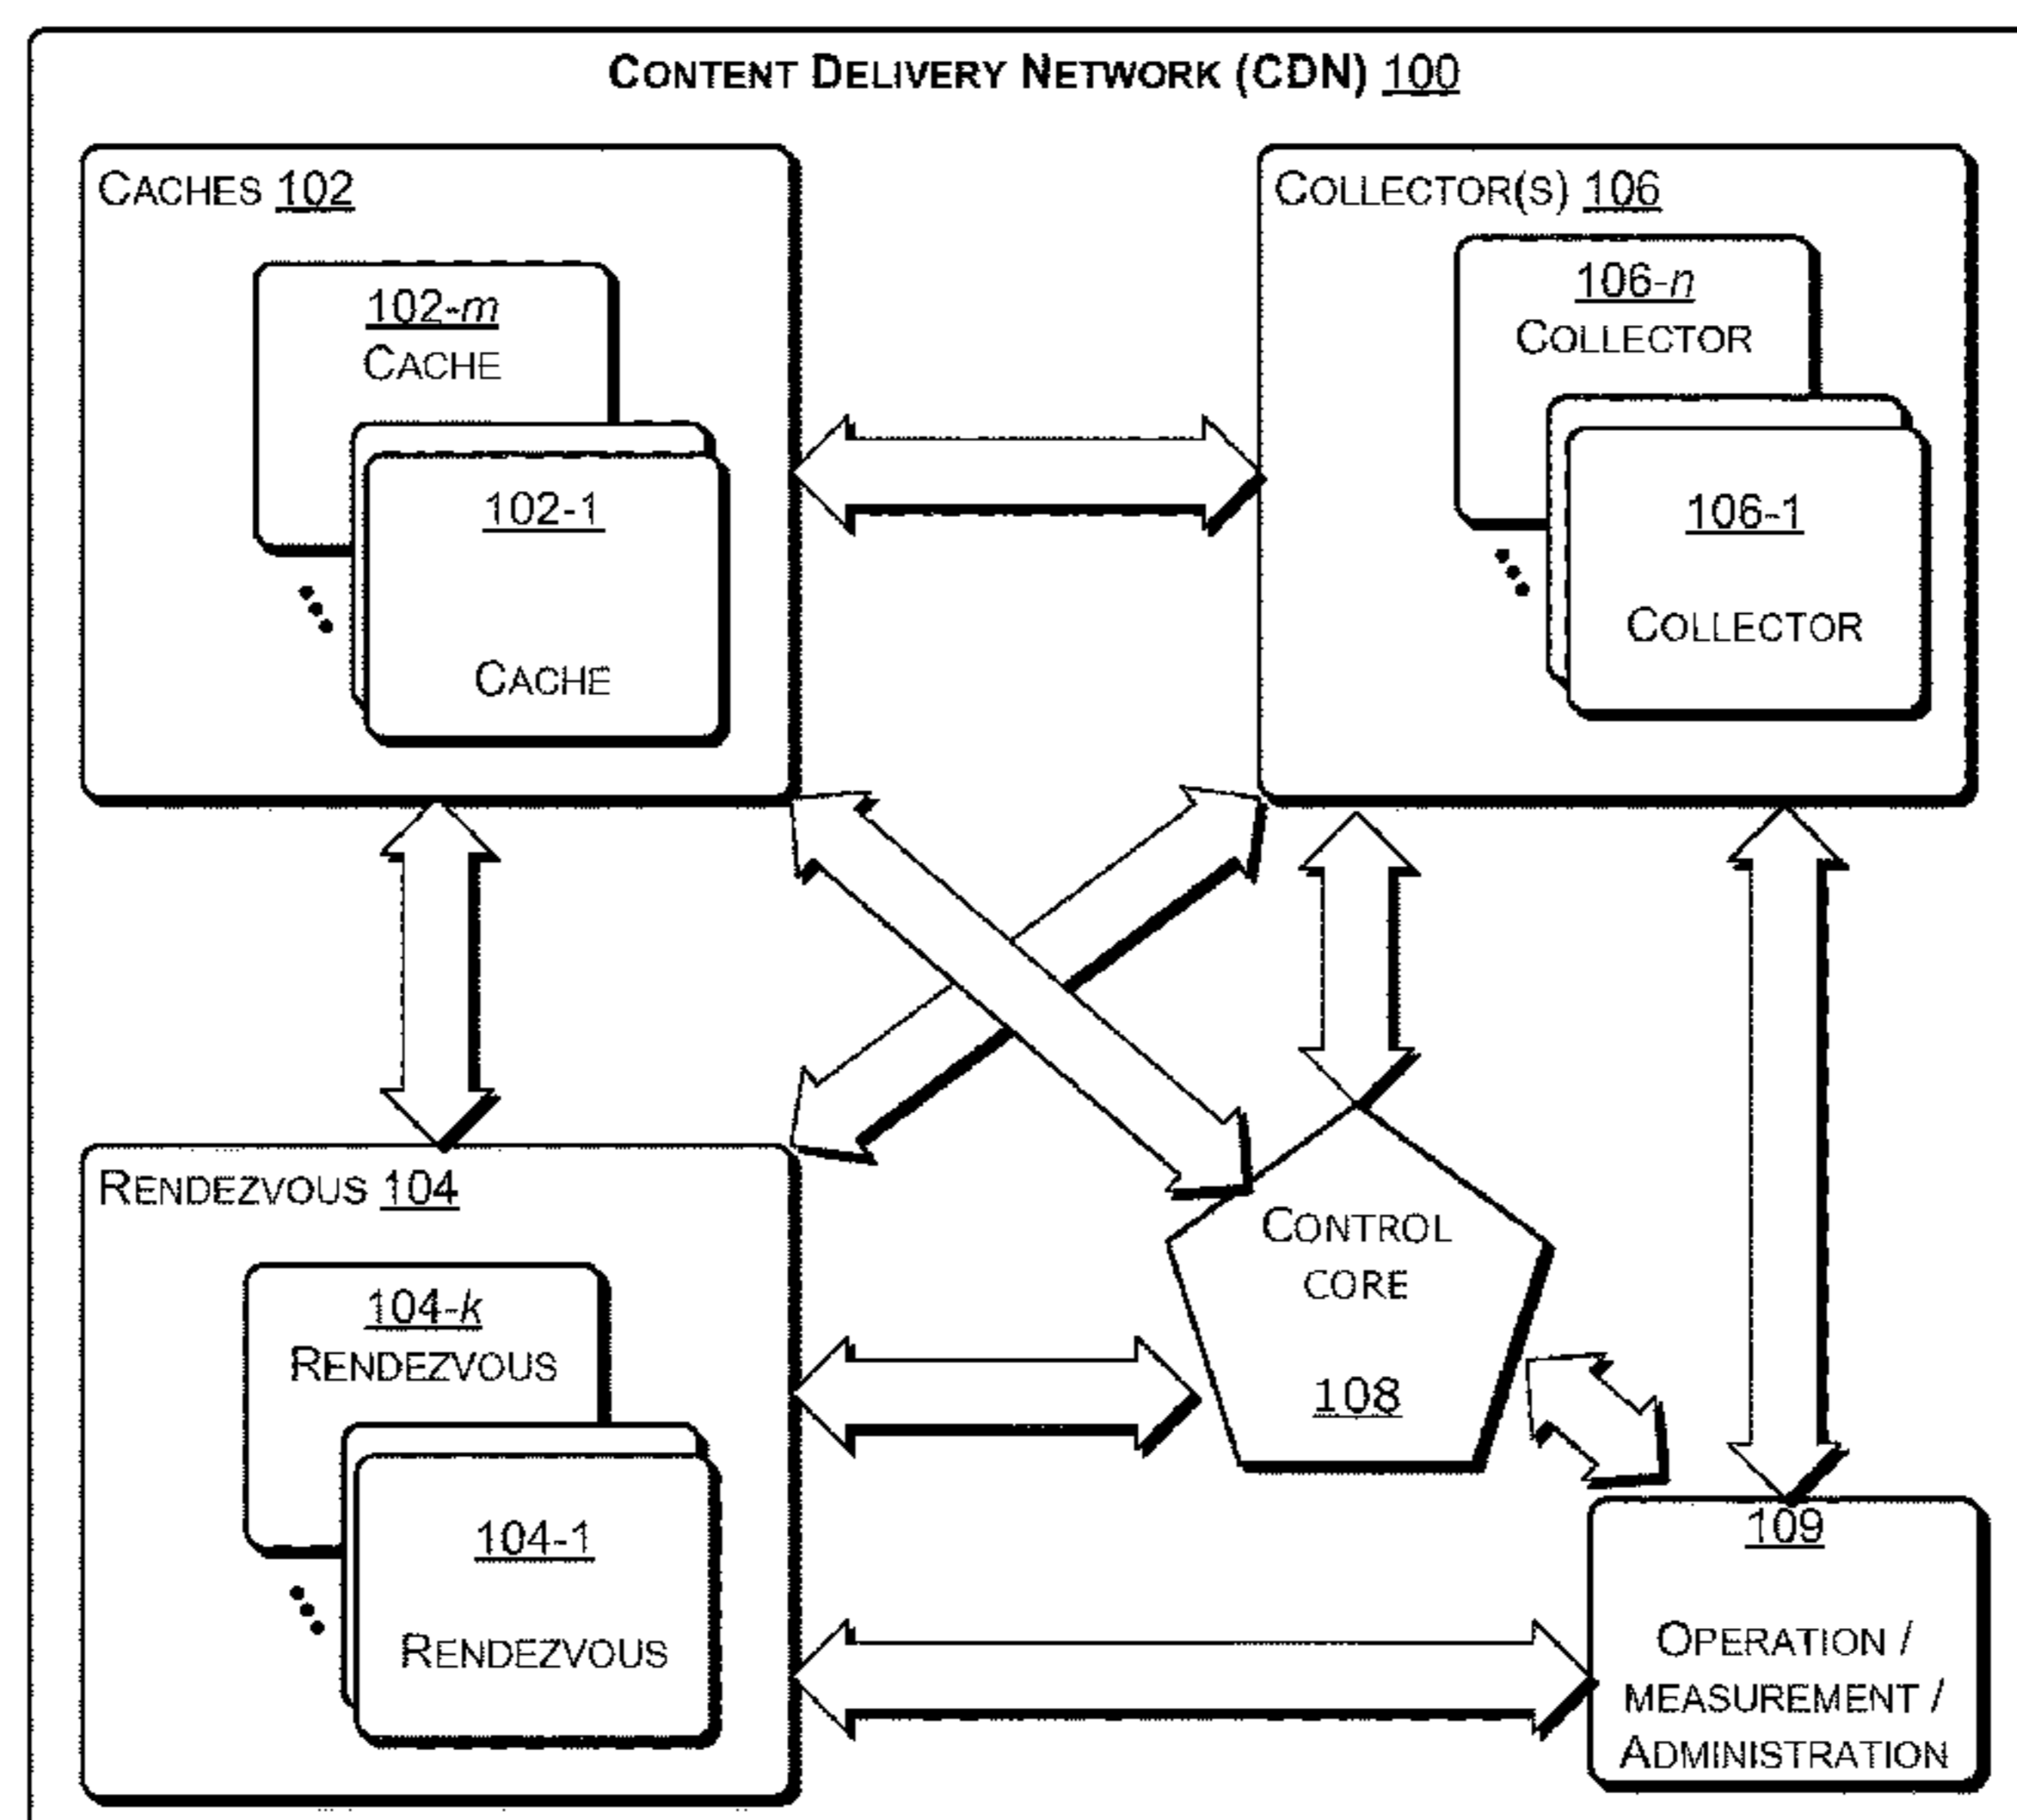 CONTENT DELIVERY NETWORK (CDN) 100
CACHES 102
102-m
CACHE
102-1
CACHE
COLLECTOR(S) 106
106-n
COLLECTOR
106-1
COLLECTOR
RENDEZVOUS 104
104-k
RENDEZVOUS
104-1
RENDEZVOUS
CONTROL
CORE
108
109
OPERATION /
MEASUREMENT /
ADMINISTRATION